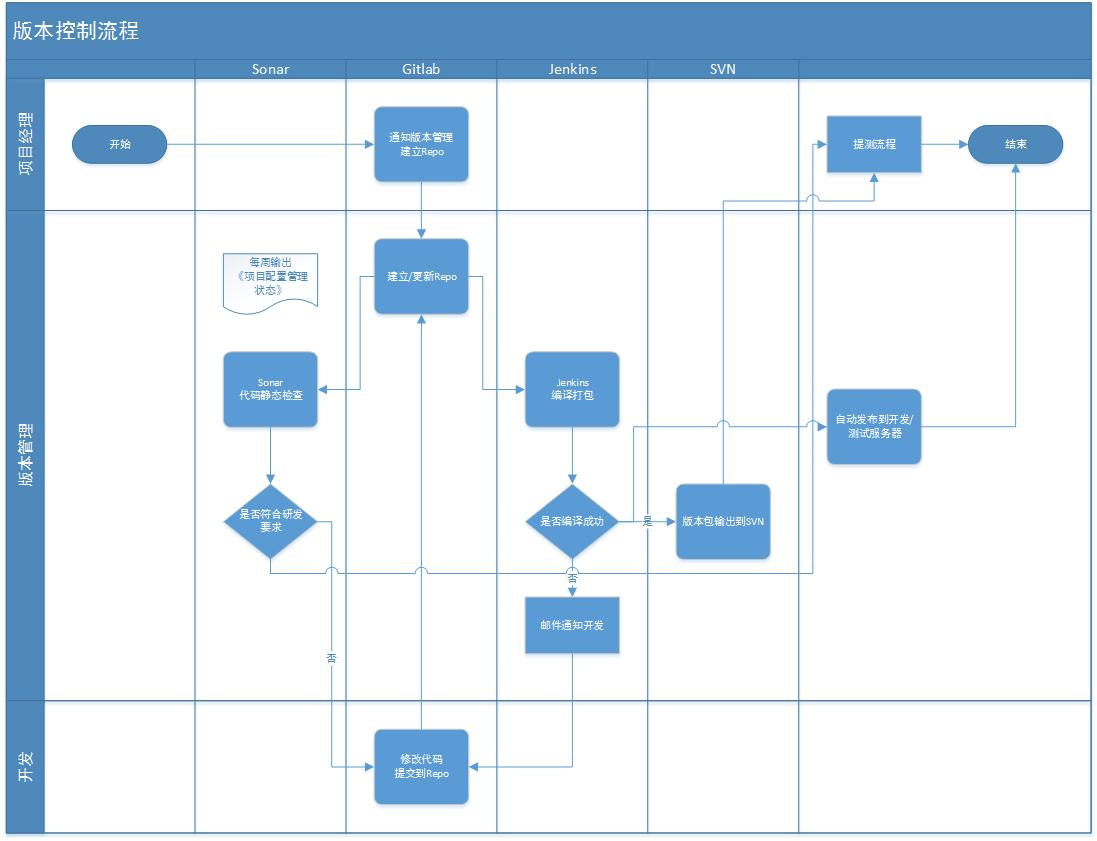 版本控制流程
Sonar
Gitlab
Jenkins
SVN
项目经理
开始
通知版本管理
建立Repo
提测流程
结束
版本管理
每周输出
《项目配置管理
状态》
建立/更新Repo
Sonar
代码静态检查
Jenkins
编译打包
自动发布到开发/
测试服务器
是否符合研发
要求
是否编译成功
是
版本包输出到SVN
否
邮件通知开发
否
开发
修改代码
提交到Repo